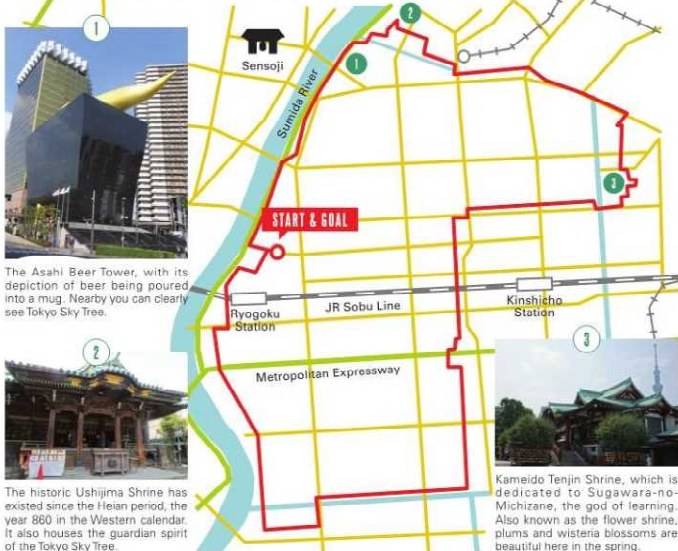 1
The Asahi Beer Tower, with its
depiction of beer being poured
into a mug. Nearby you can clearly
see Tokyo Sky Tree.
2
The historic Ushijima Shrine has
existed since the Heian period, the
year 860 in the Western calendar.
It also houses the guardian spirit
of the Tokyo Sky Tree.
Sensoji
Sumida River
1
2
3
START & GOAL
Ryogoku
Station
JR Sobu Line
Kinshicho
Station
Metropolitan Expressway
3
Kameido Tenjin Shrine, which is
dedicated to Sugawara-no-
Michizane, the god of learning.
Also known as the flower shrine,
plums and wisteria blossoms are
beautiful here in the spring.